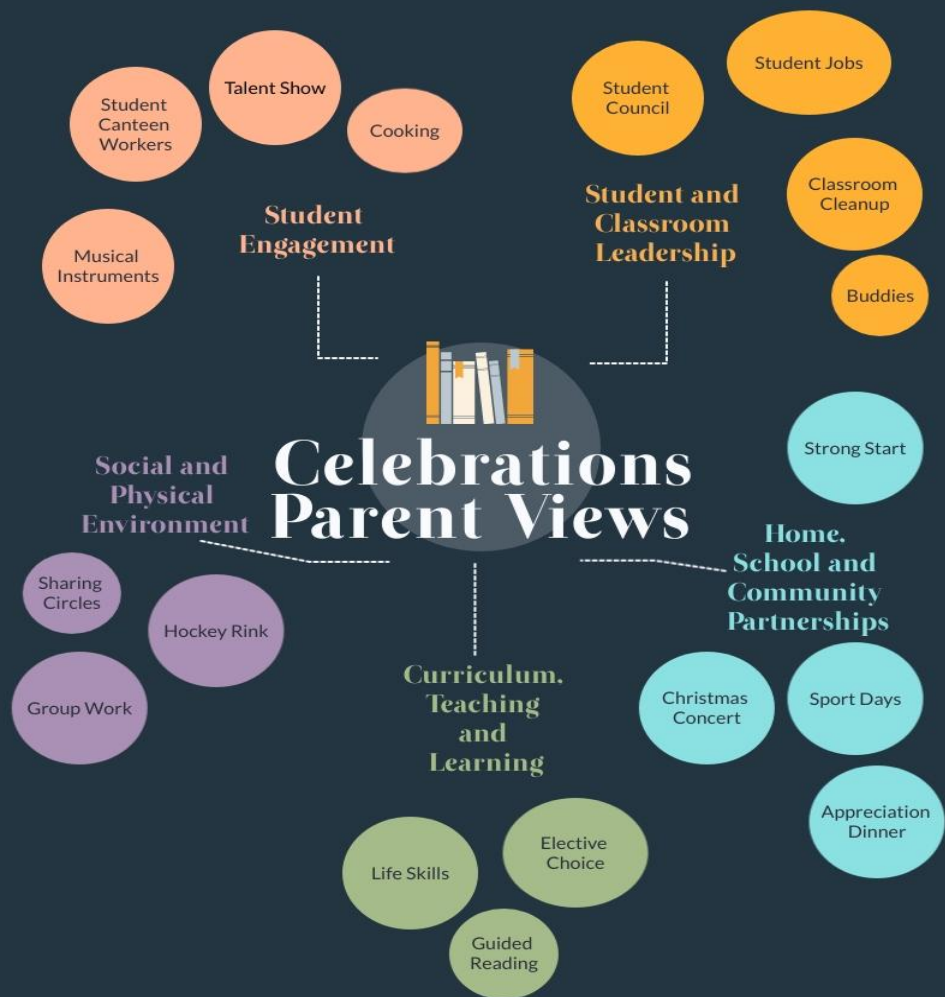 Student
Canteen
Workers
Talent Show
Cooking
Musical
Instruments
Student
Engagement
Student
Council
Student Jobs
Classroom
Cleanup
Buddies
Student and
Classroom
Leadership
Celebrations
Parent Views
Social and
Physical
Environment
Sharing
Circles
Hockey Rink
Group Work
Strong Start
Home,
School and
Community
Partnerships
Christmas
Concert
Sport Days
Appreciation
Dinner
Curriculum,
Teaching
and
Learning
Life Skills
Elective
Choice
Guided
Reading